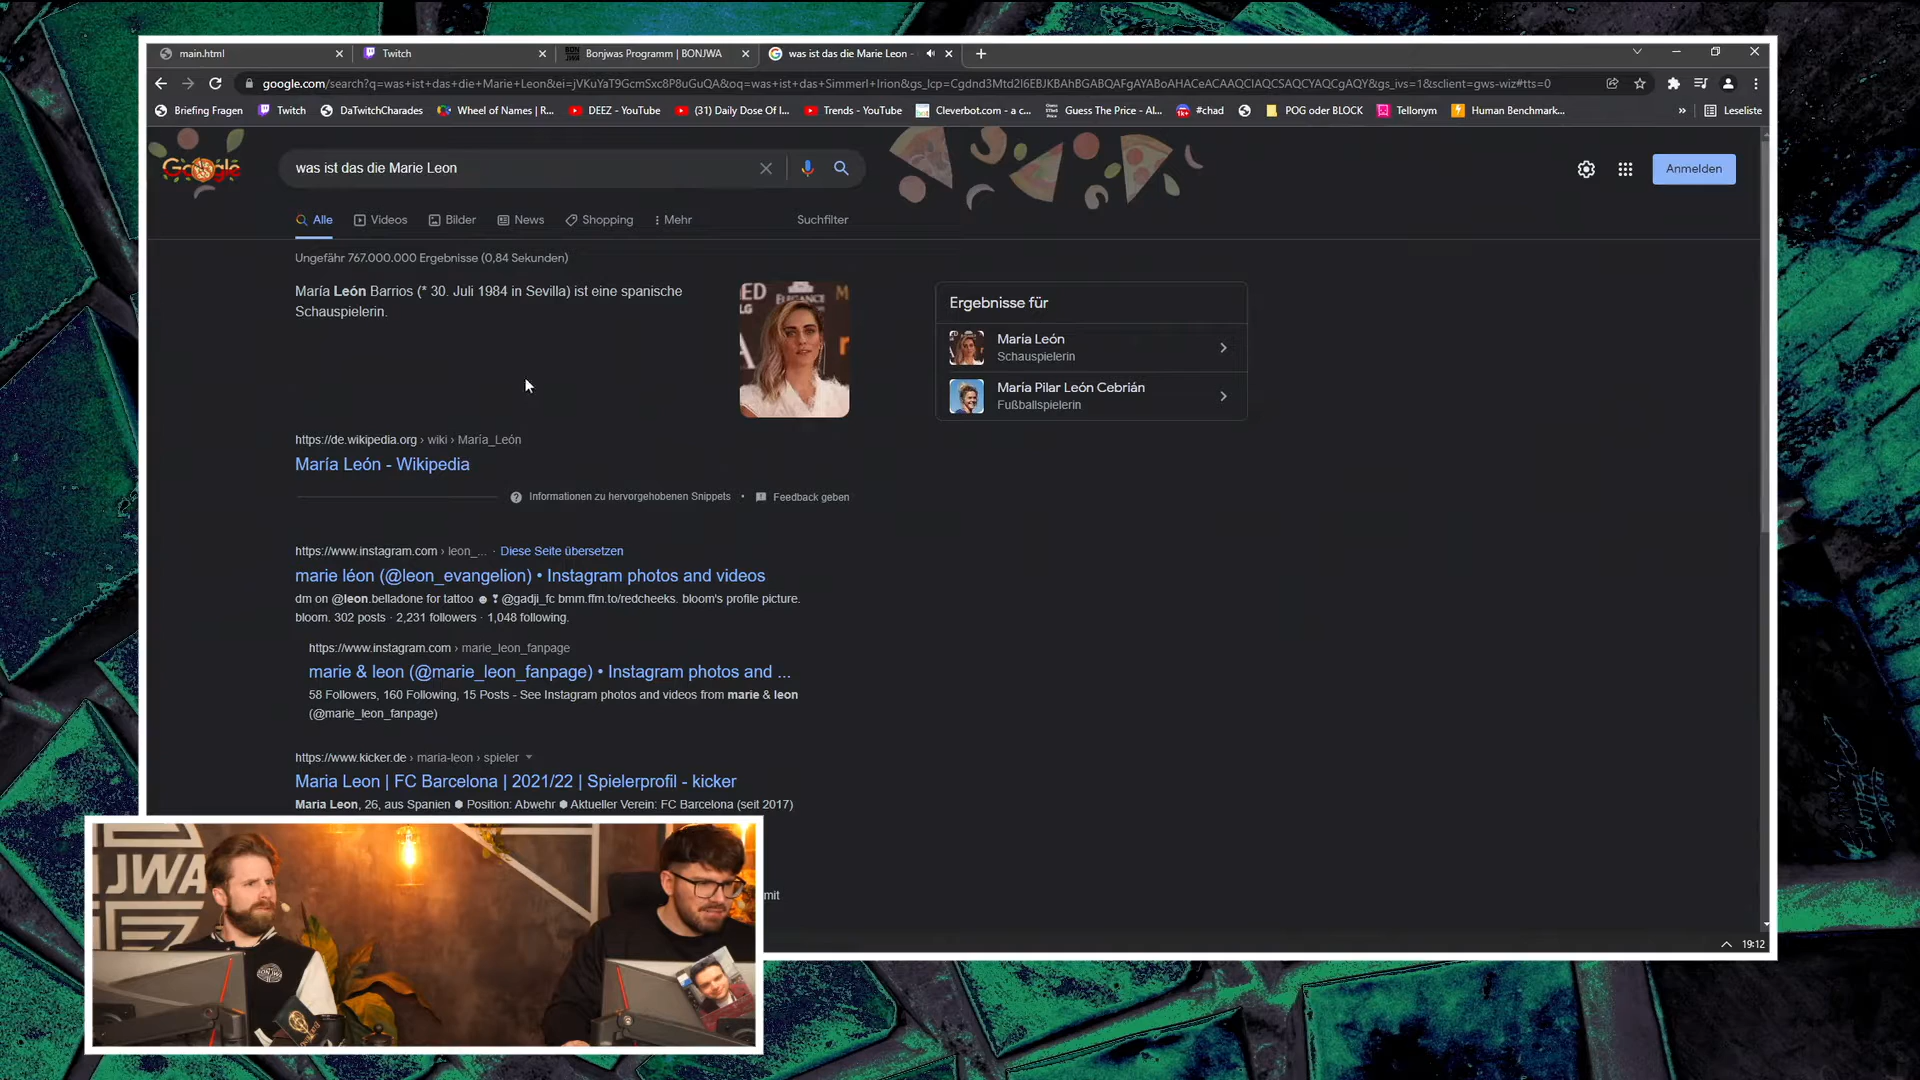 main.html
Twitch
Bonjwas Programm | BONJWA
was ist das die Marie Leon -
google.com/search?q=was+ist+das+die+Marie+Leon&ei=jVKuYaT9GcmSxc8P8uGuQA&oq=was+ist+das+Simmerl+Irion&gs_lcp=Cgdnd3Mtd2l6EBJKBAhBGABQAFgAYABoAHACeACAAQCIAQCSAQCYAQCgAQY&gs_ivs=1&sclient=gws-wiz#tts=0
Briefing Fragen
Twitch
DaTwitchCharades
Wheel of Names | R...
DEEZ - YouTube
(31) Daily Dose Of I...
Trends - YouTube
Cleverbot.com - a c...
Guess The Price - Al...
#chad
POG oder BLOCK
Tellonym
Human Benchmark...
»
Leseliste
Google
was ist das die Marie Leon
Anmelden
Alle
Videos
Bilder
News
Shopping
Mehr
Suchfilter
Ungefähr 767.000.000 Ergebnisse (0,84 Sekunden)
María León Barrios (* 30. Juli 1984 in Sevilla) ist eine spanische
Schauspielerin.
Ergebnisse für
María León
Schauspielerin
María Pilar León Cebrián
Fußballspielerin
https://de.wikipedia.org › wiki › María_León
María León - Wikipedia
Informationen zu hervorgehobenen Snippets • Feedback geben
https://www.instagram.com › leon_... · Diese Seite übersetzen
marie léon (@leon_evangelion) • Instagram photos and videos
dm on @leon.belladone for tattoo ☻ ❣ @gadji_fc bmm.ffm.to/redcheeks. bloom's profile picture.
bloom. 302 posts · 2,231 followers · 1,048 following.
https://www.instagram.com › marie_leon_fanpage
marie & leon (@marie_leon_fanpage) • Instagram photos and ...
58 Followers, 160 Following, 15 Posts - See Instagram photos and videos from marie & leon
(@marie_leon_fanpage)
https://www.kicker.de › maria-leon › spieler
Maria Leon | FC Barcelona | 2021/22 | Spielerprofil - kicker
Maria Leon, 26, aus Spanien ⬢ Position: Abwehr ⬢ Aktueller Verein: FC Barcelona (seit 2017)
mit
JWA
19:12